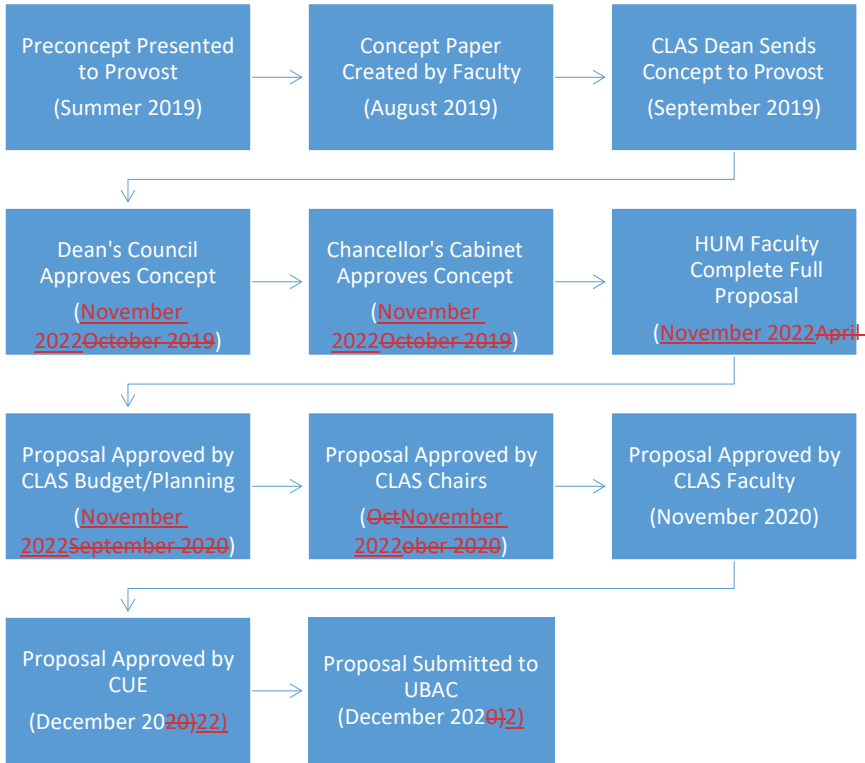 Preconcept Presented
to Provost
(Summer 2019)
Concept Paper
Created by Faculty
(August 2019)
CLAS Dean Sends
Concept to Provost
(September 2019)
Dean's Council
Approves Concept
(November
2022October 2019)
Chancellor's Cabinet
Approves Concept
(November
2022October 2019)
HUM Faculty
Complete Full
Proposal
(November 2022April
Proposal Approved by
CLAS Budget/Planning
(November
2022September 2020)
Proposal Approved by
CLAS Chairs
(OctNovember
2022ober 2020)
Proposal Approved by
CLAS Faculty
(November 2020)
Proposal Approved by
CUE
(December 2020)22)
Proposal Submitted to
UBAC
(December 2020)2)